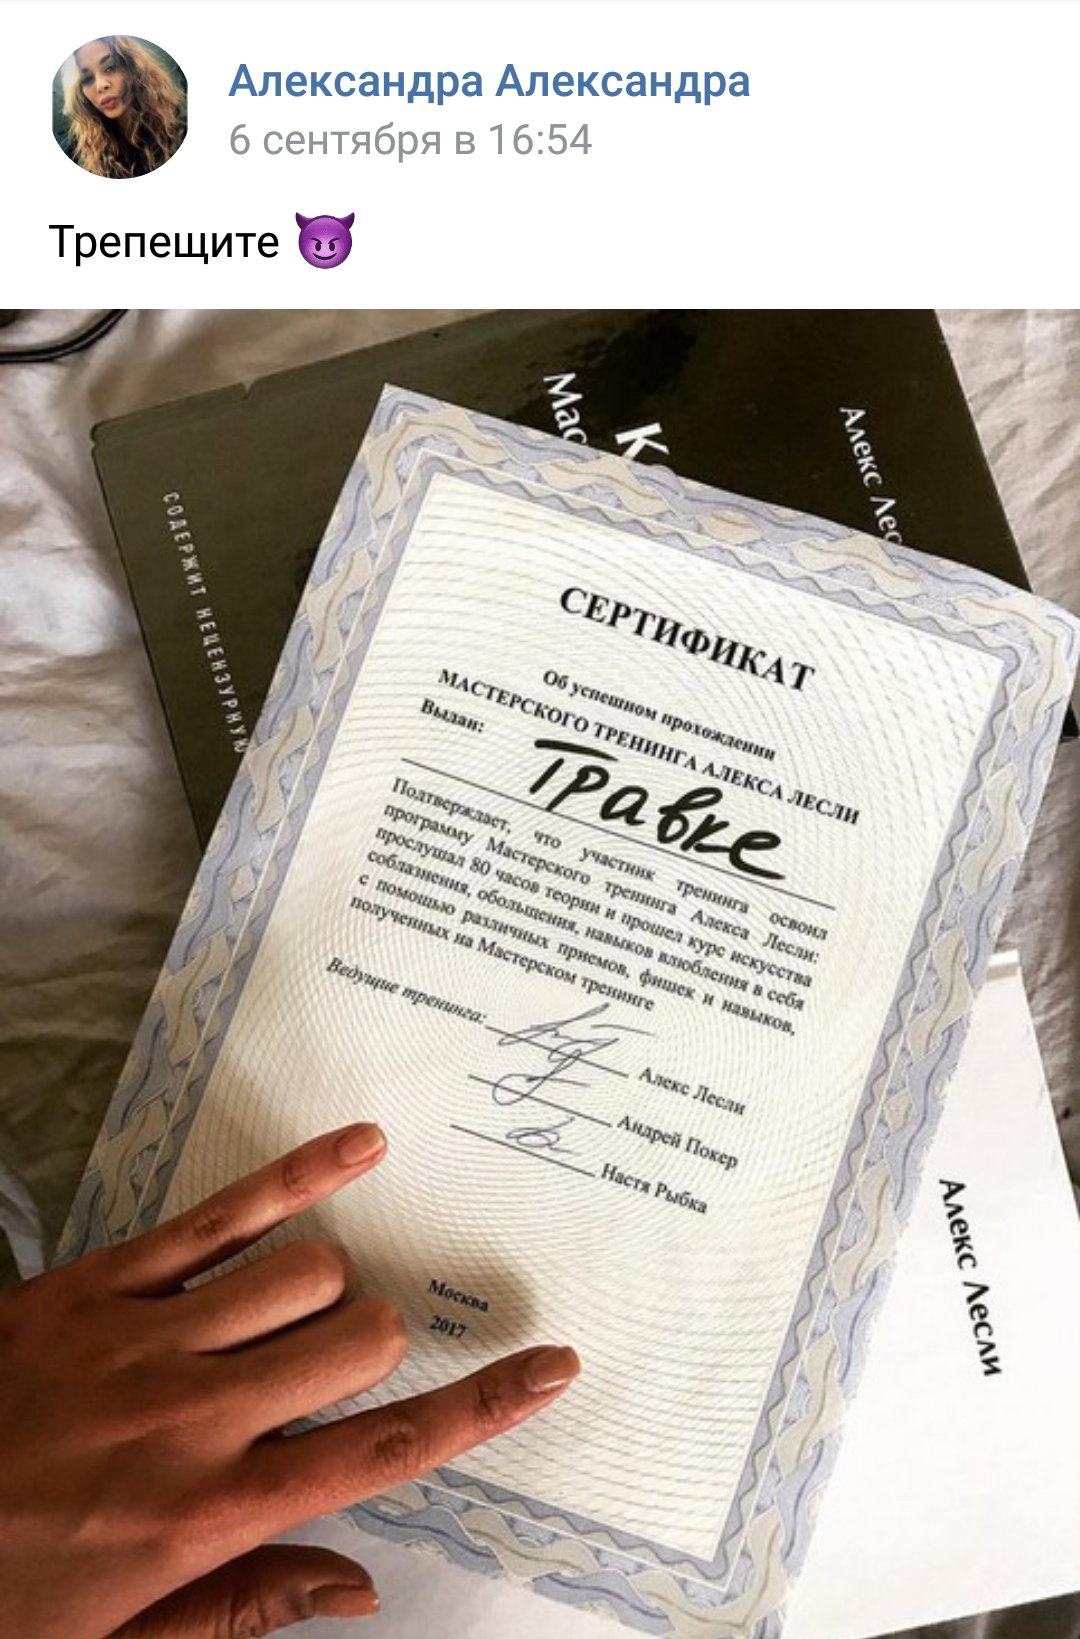 Александра Александра
6 сентября в 16:54
Трепещите 😈
Алекс
СОДЕРЖИТ НЕЦЕНЗУРНУЮ
СЕРТИФИКАТ
Об успешном прохождении
МАСТЕРСКОГО ТРЕНИНГА АЛЕКСА ЛЕСЛИ
Выдан:
Травке
Подтверждает, что участник тренинга освоил
программу Мастерского тренинга Алекса Лесли:
прослушал 80 часов теории и прошел курс искусства
соблазнения, обольщения, навыков влюбления в себя
с помощью различных приемов, фишек и навыков,
полученных на Мастерском тренинге
Ведущие тренинга:
Алекс Лесли
Андрей Покер
Настя Рыбка
Москва
2017
Алекс Лесли